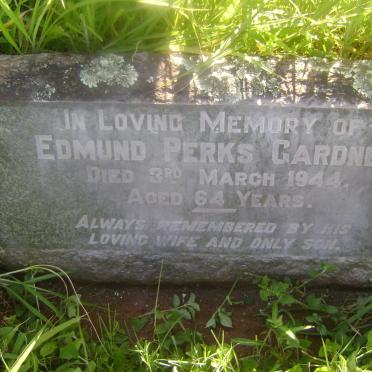 In Loving Memory of
Edmund Perks Gardne
Died 3rd March 1944,
Aged 64 Years.
Always remembered by his
loving wife and only son.